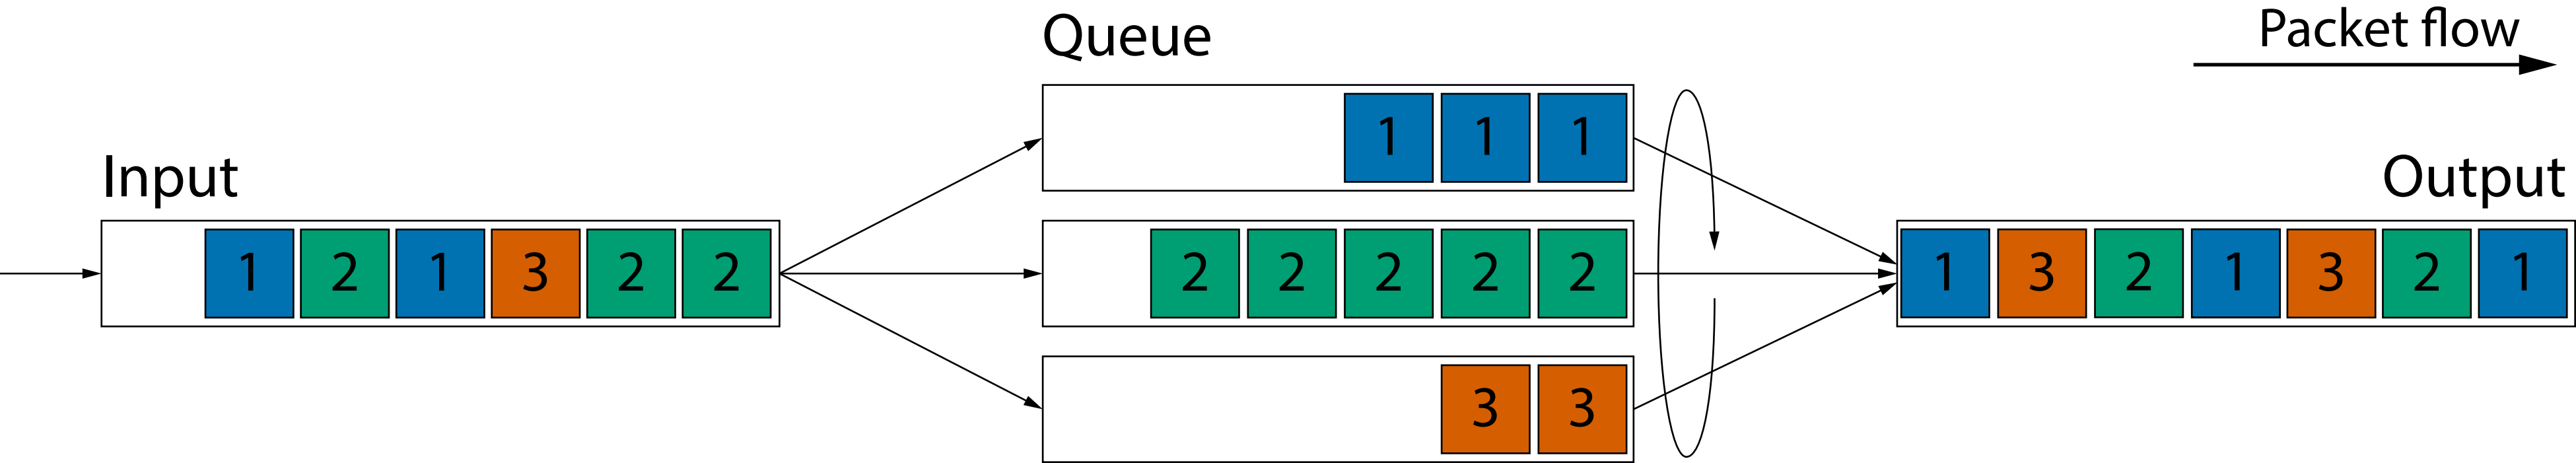 Queue
Packet flow
1 1 1
Input
Output
1 2 1 3 2 2
2 2 2 2 2
1 3 2 1 3 2 1
3 3